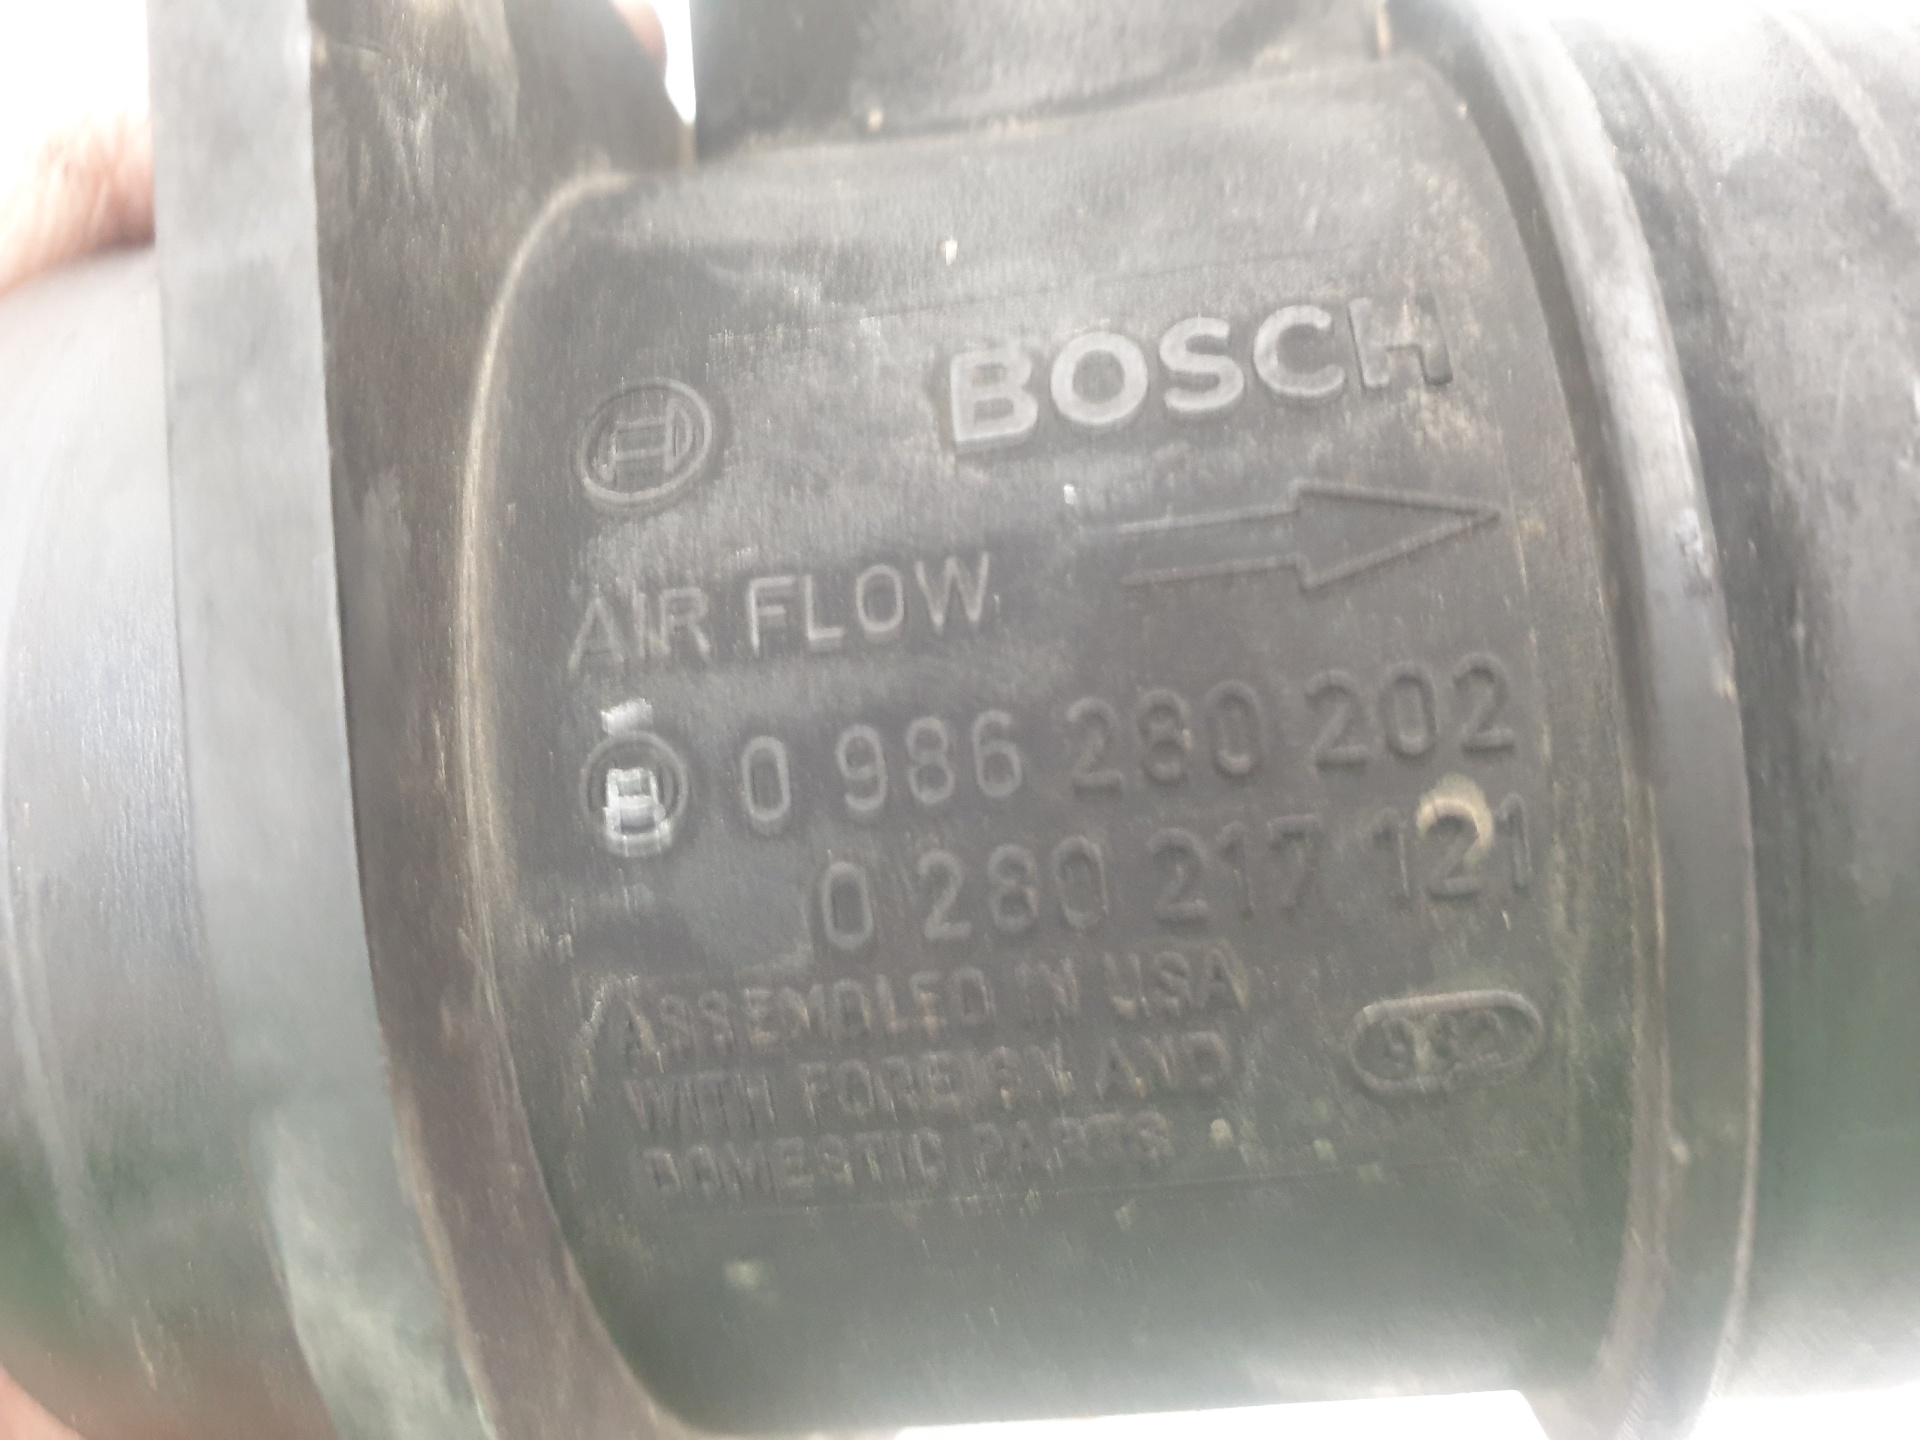 BOSCH
AIR FLOW
0 986 280 202
0 280 217 121
ASSEMBLED IN USA
WITH FOREIGN AND
DOMESTIC PARTS
932